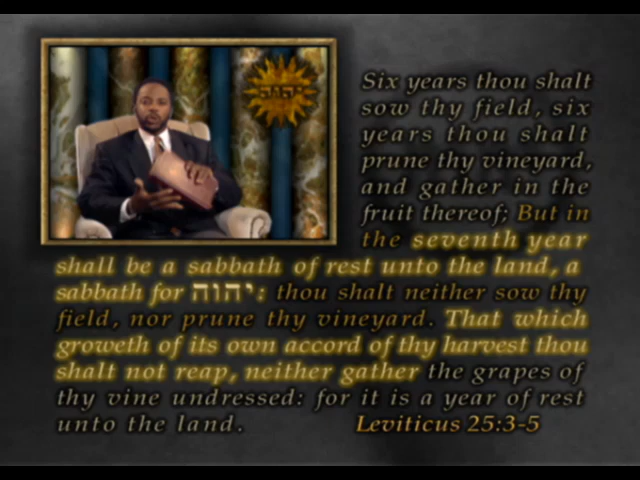 יהוה
Six years thou shalt
sow thy field, six
years thou shalt
prune thy vineyard,
and gather in the
fruit thereof; But in
the seventh year
shall be a sabbath of rest unto the land, a
sabbath for יהוה: thou shalt neither sow thy
field, nor prune thy vineyard. That which
groweth of its own accord of thy harvest thou
shalt not reap, neither gather the grapes of
thy vine undressed: for it is a year of rest
unto the land. Leviticus 25:3-5